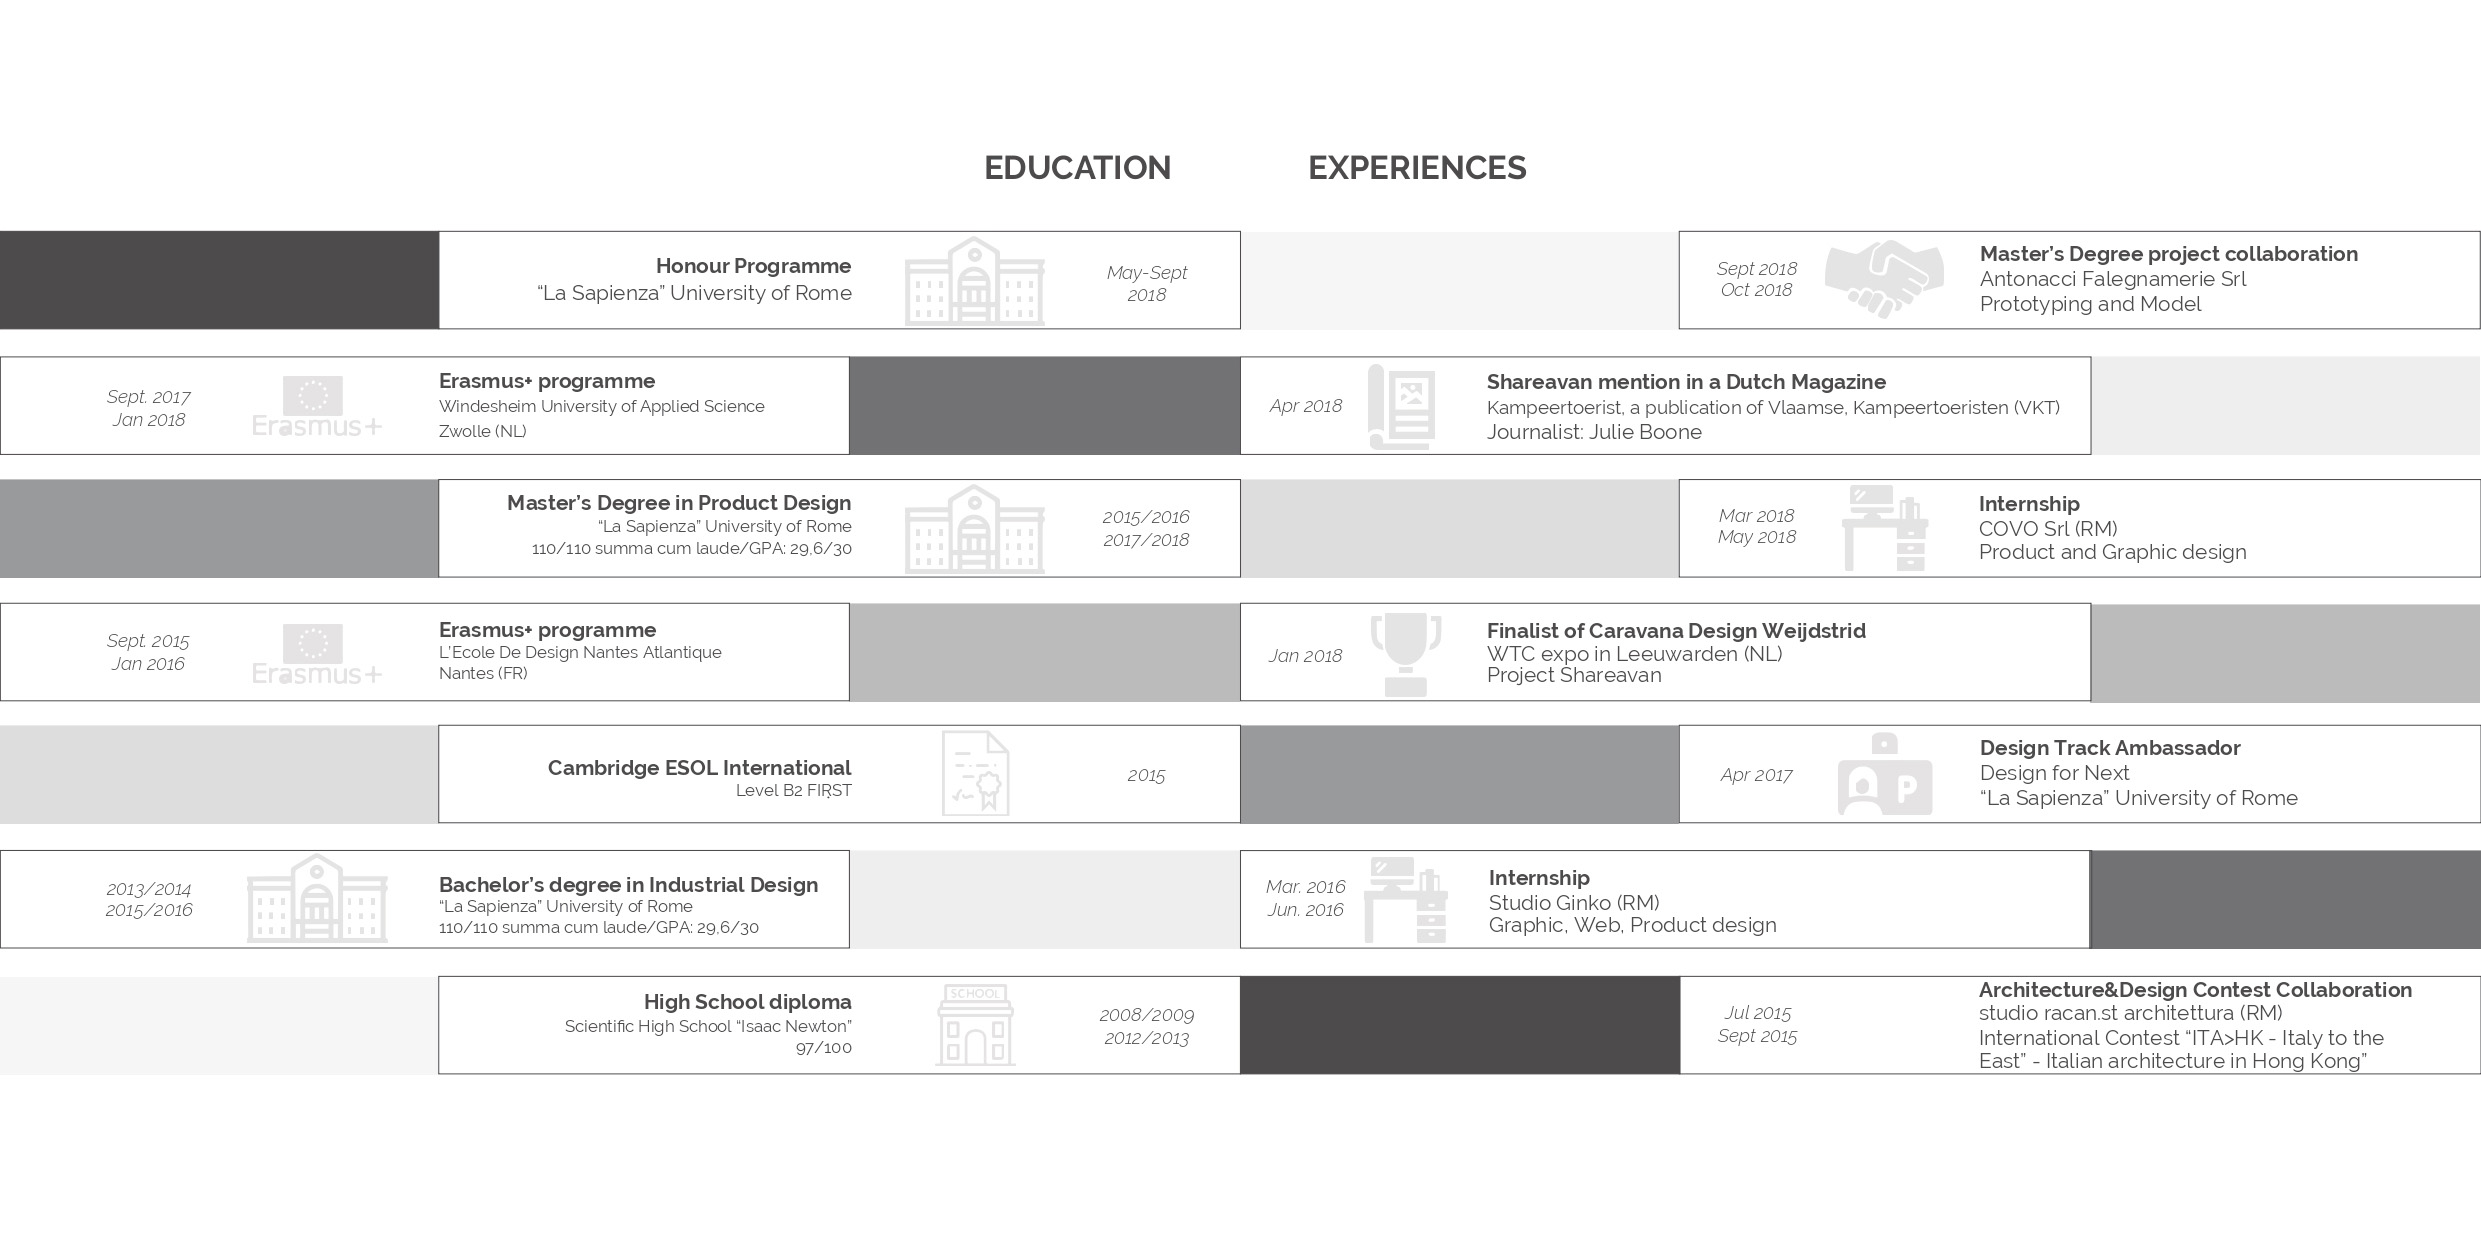 EDUCATION
Honour Programme
“La Sapienza” University of Rome
May-Sept
2018
Sept. 2017
Jan 2018
Erasmus+
Erasmus+ programme
Windesheim University of Applied Science
Zwolle (NL)
Master’s Degree in Product Design
“La Sapienza” University of Rome
110/110 summa cum laude/GPA: 29,6/30
2015/2016
2017/2018
Sept. 2015
Jan 2016
Erasmus+
Erasmus+ programme
L’Ecole De Design Nantes Atlantique
Nantes (FR)
Cambridge ESOL International
Level B2 FIRST
2015
2013/2014
2015/2016
Bachelor’s degree in Industrial Design
“La Sapienza” University of Rome
110/110 summa cum laude/GPA: 29,6/30
High School diploma
Scientific High School “Isaac Newton”
97/100
SCHOOL
2008/2009
2012/2013
EXPERIENCES
Sept 2018
Oct 2018
Master’s Degree project collaboration
Antonacci Falegnamerie Srl
Prototyping and Model
Apr 2018
Shareavan mention in a Dutch Magazine
Kampeertoerist, a publication of Vlaamse, Kampeertoeristen (VKT)
Journalist: Julie Boone
Mar 2018
May 2018
Internship
COVO Srl (RM)
Product and Graphic design
Jan 2018
Finalist of Caravana Design Weijdstrid
WTC expo in Leeuwarden (NL)
Project Shareavan
Apr 2017
P
Design Track Ambassador
Design for Next
“La Sapienza” University of Rome
Mar. 2016
Jun. 2016
Internship
Studio Ginko (RM)
Graphic, Web, Product design
Jul 2015
Sept 2015
Architecture&Design Contest Collaboration
studio racan.st architettura (RM)
International Contest “ITA>HK - Italy to the
East” - Italian architecture in Hong Kong”